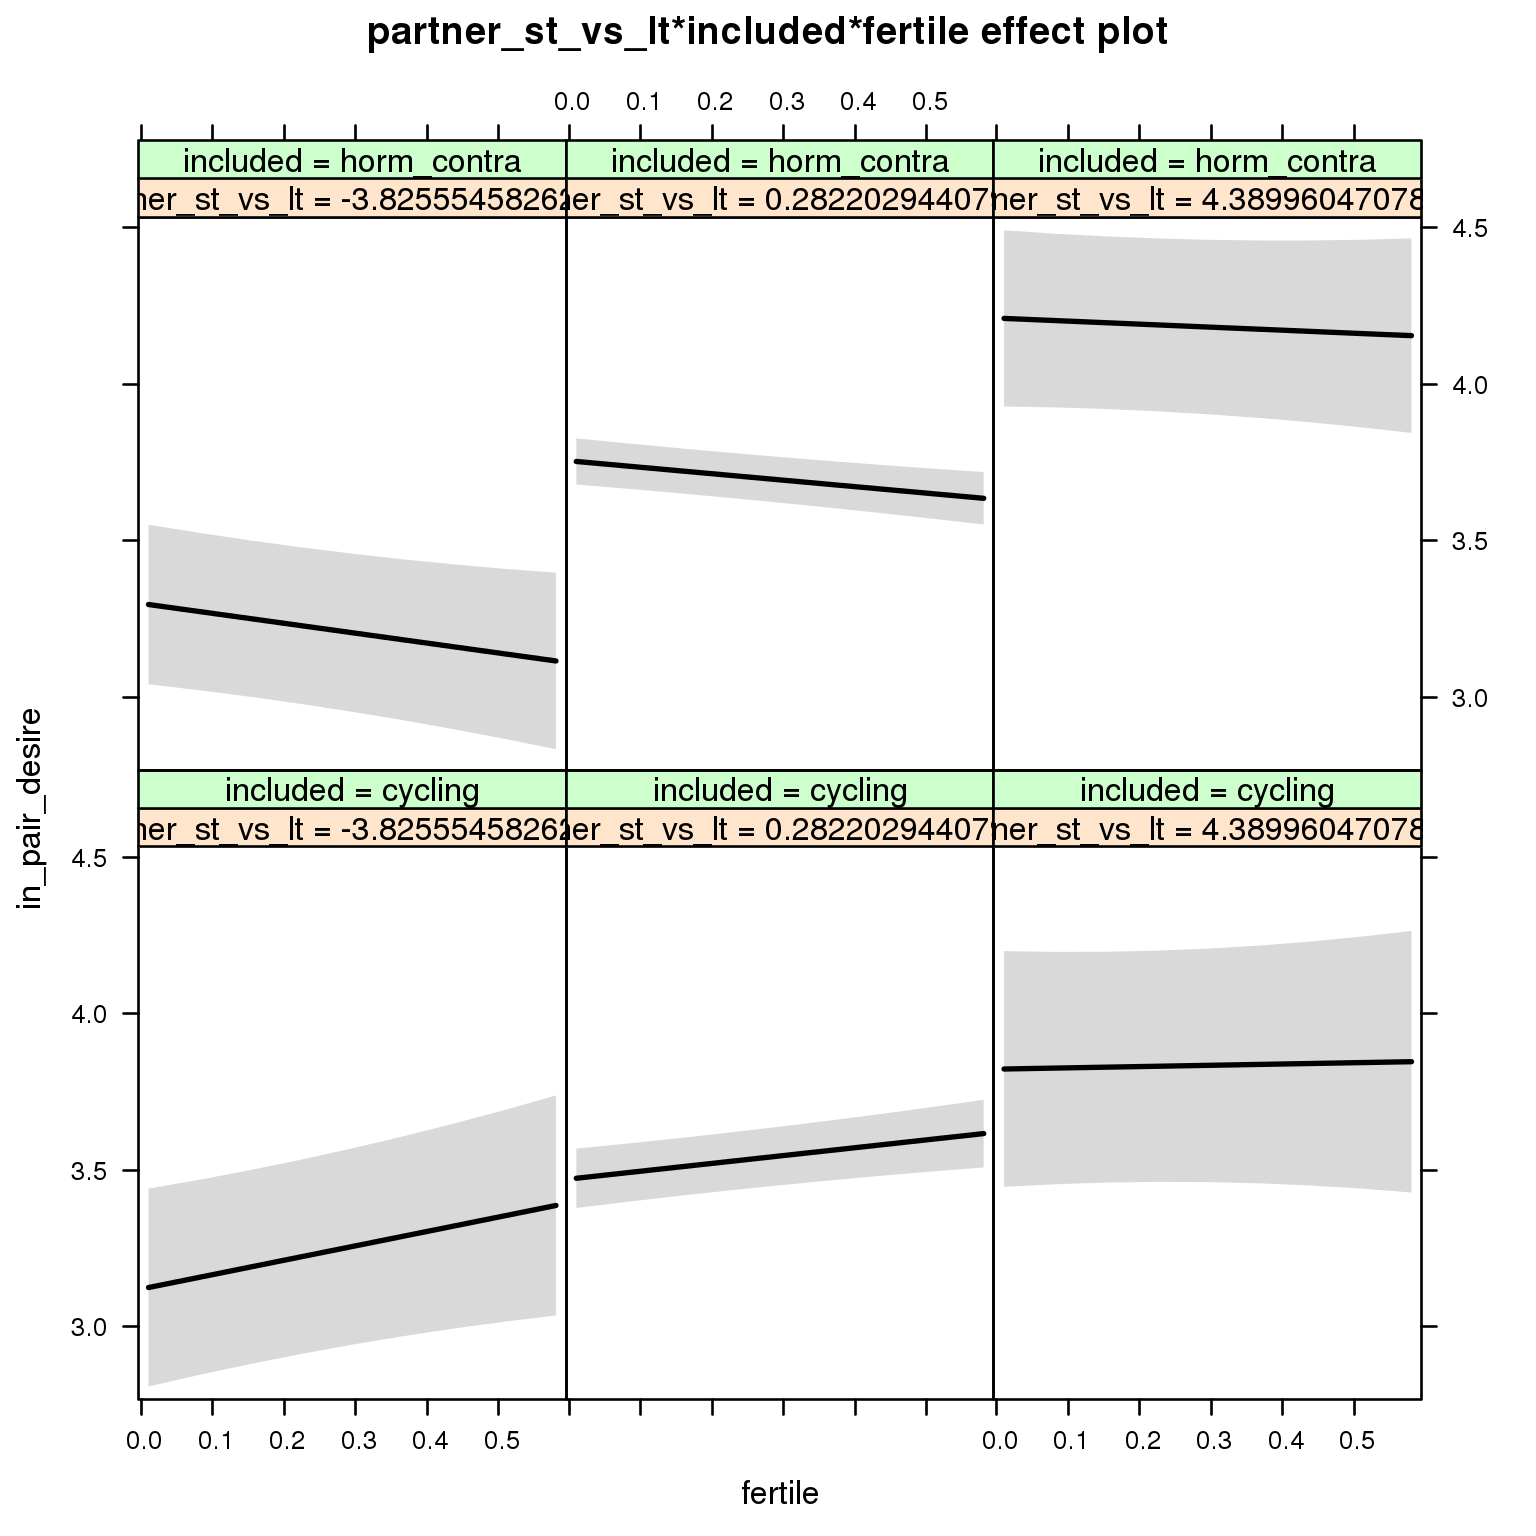 partner_st_vs_lt*included*fertile effect plot
0.0 0.1 0.2 0.3 0.4 0.5
included = horm_contra included = horm_contra included = horm_contra
ner_st_vs_lt = -3.82555458262 er_st_vs_lt = 0.28220294407 ner_st_vs_lt = 4.38996047078
4.5
4.0
3.5
3.0
in_pair_desire
included = cycling included = cycling included = cycling
ner_st_vs_lt = -3.82555458262 er_st_vs_lt = 0.28220294407 ner_st_vs_lt = 4.38996047078
4.5
4.0
3.5
3.0
0.0 0.1 0.2 0.3 0.4 0.5 0.0 0.1 0.2 0.3 0.4 0.5
fertile